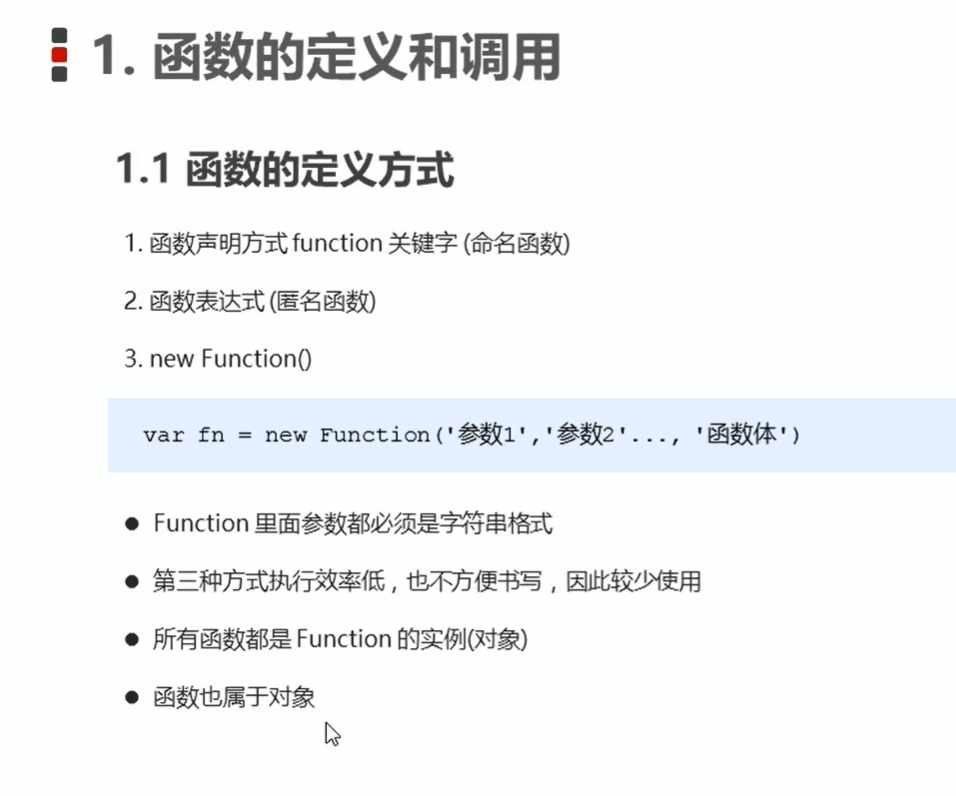 1. 函数的定义和调用
1.1 函数的定义方式
1. 函数声明方式 function 关键字 (命名函数)
2. 函数表达式 (匿名函数)
3. new Function()
var fn = new Function('参数1','参数2'..., '函数体')
● Function 里面参数都必须是字符串格式
● 第三种方式执行效率低，也不方便书写，因此较少使用
● 所有函数都是 Function 的实例(对象)
● 函数也属于对象